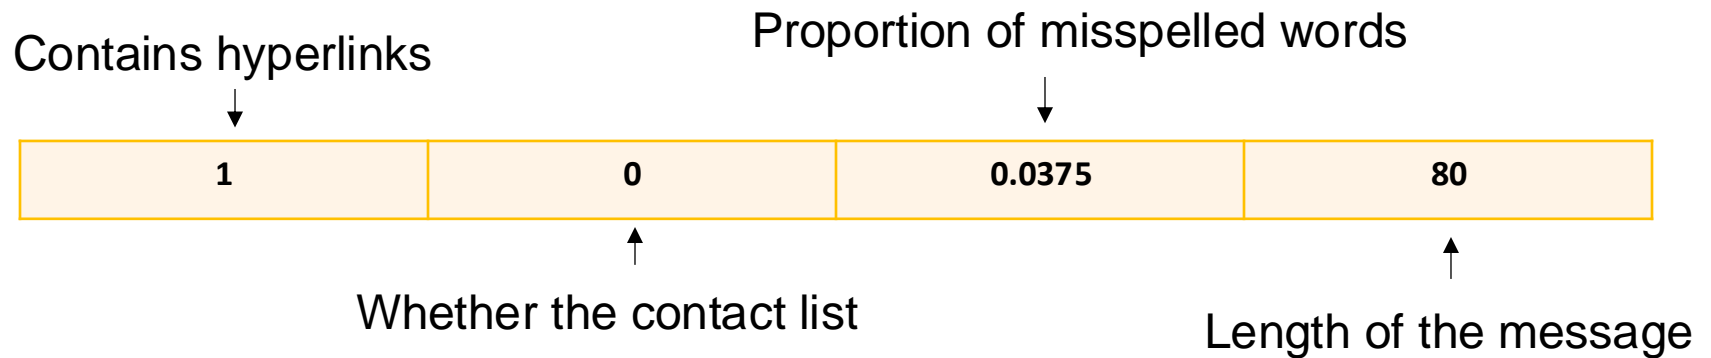 Contains hyperlinks
Proportion of misspelled words
1 0 0.0375 80
Whether the contact list
Length of the message